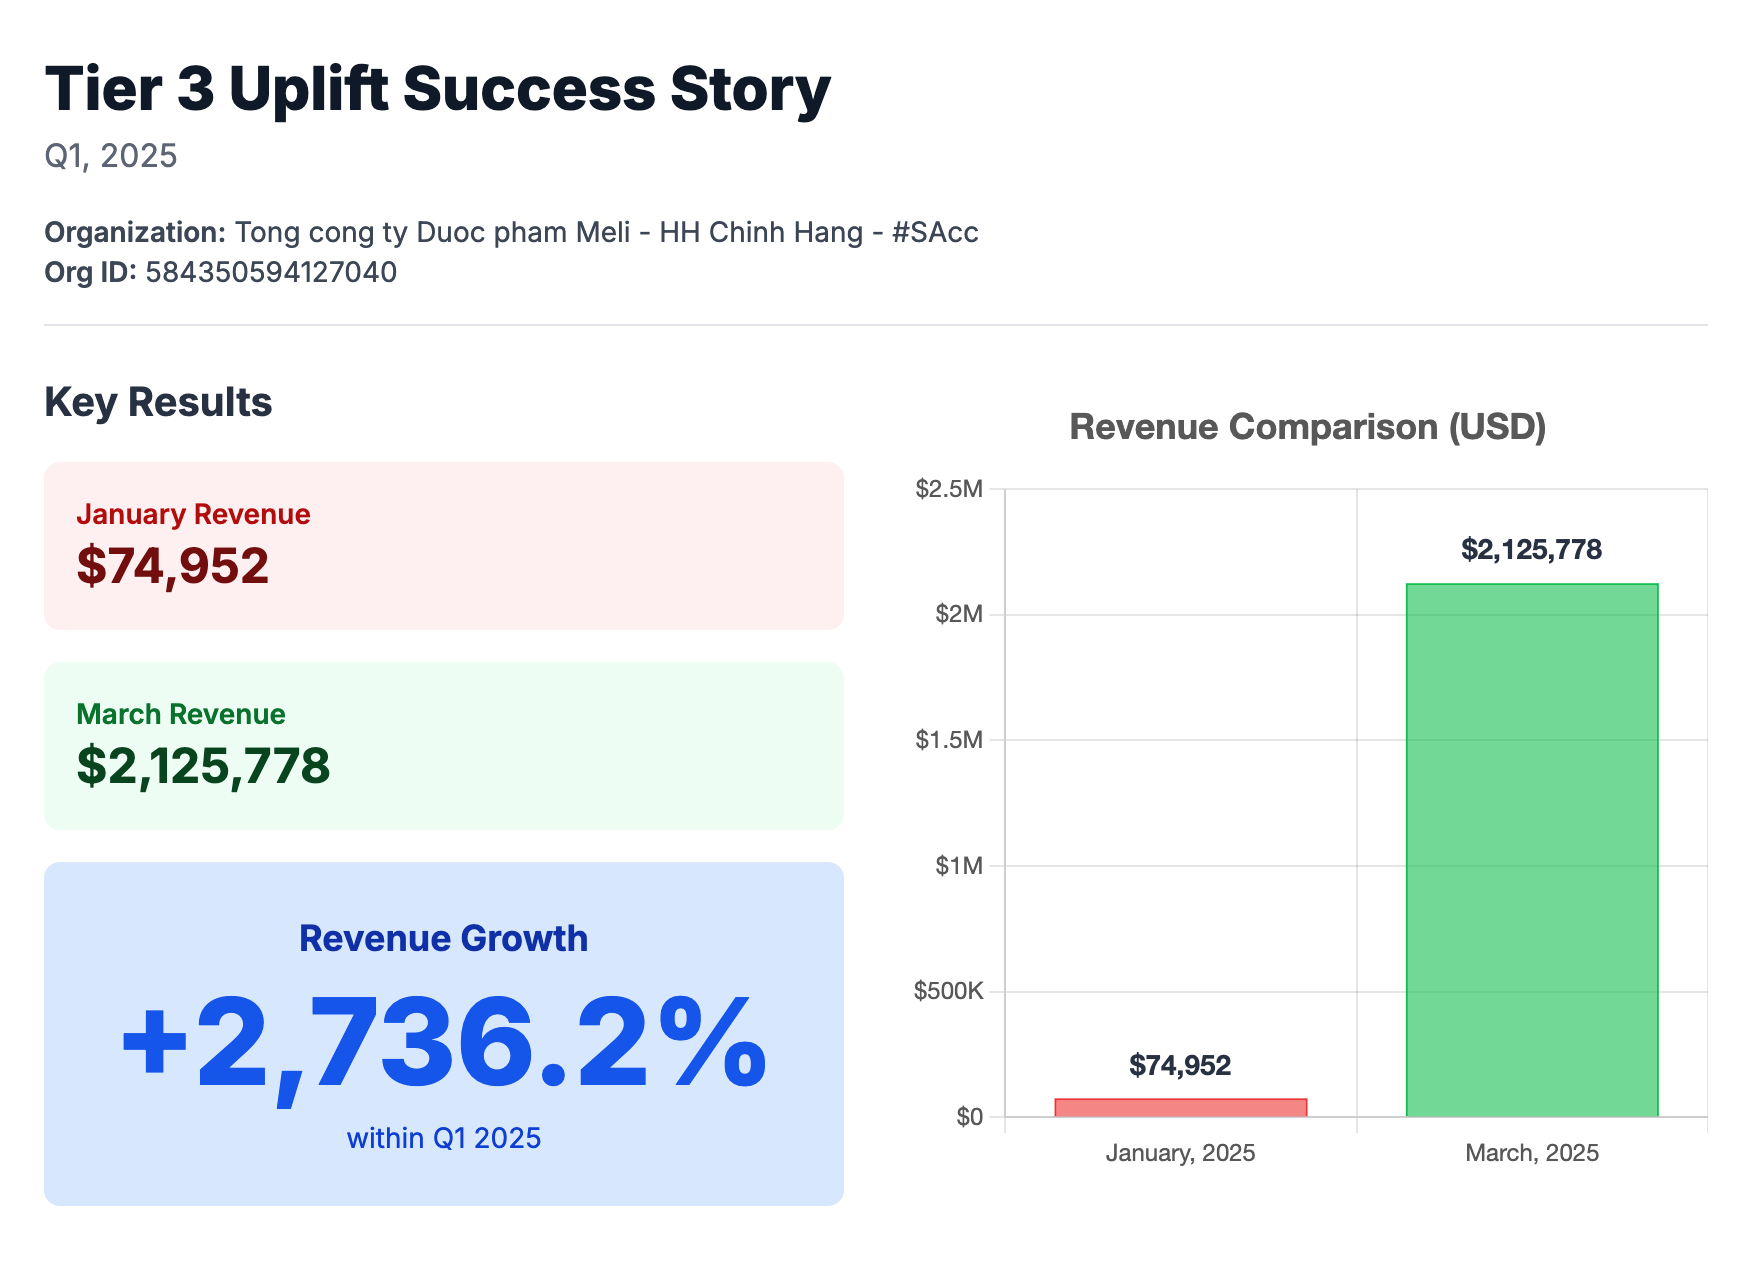 Tier 3 Uplift Success Story
Q1, 2025
Organization: Tong cong ty Duoc pham Meli - HH Chinh Hang - #SAcc
Org ID: 584350594127040
Key Results
January Revenue
$74,952
March Revenue
$2,125,778
Revenue Growth
+2,736.2%
within Q1 2025
Revenue Comparison (USD)
$2.5M
$2M
$1.5M
$1M
$500K
$0
$2,125,778
$74,952
January, 2025
March, 2025